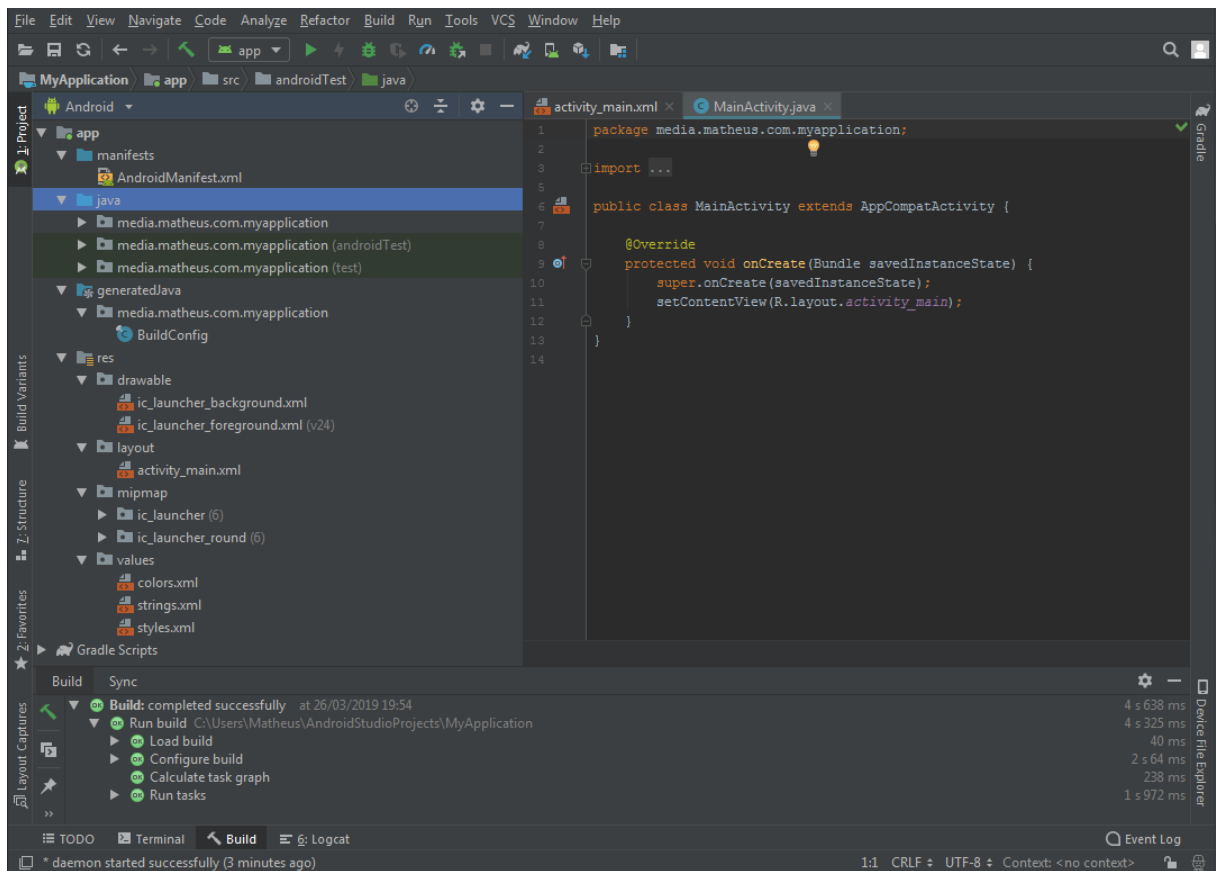 File Edit View Navigate Code Analyze Refactor Build Run Tools VCS Window Help
app
MyApplication app src androidTest java
Android
activity_main.xml
MainActivity.java
1: Project
Build Variants
7: Structure
2: Favorites
Layout Captures
app
manifests
AndroidManifest.xml
java
media.matheus.com.myapplication
media.matheus.com.myapplication (androidTest)
media.matheus.com.myapplication (test)
generatedJava
media.matheus.com.myapplication
BuildConfig
res
drawable
ic_launcher_background.xml
ic_launcher_foreground.xml (v24)
layout
activity_main.xml
mipmap
ic_launcher (6)
ic_launcher_round (6)
values
colors.xml
strings.xml
styles.xml
Gradle Scripts
1 package media.matheus.com.myapplication;
2
3 import ...
5
6 public class MainActivity extends AppCompatActivity {
7
8 @Override
9 protected void onCreate(Bundle savedInstanceState) {
10 super.onCreate(savedInstanceState);
11 setContentView(R.layout.activity_main);
12 }
13 }
14
Gradle
Device File Explorer
Build Sync
Build: completed successfully at 26/03/2019 19:54 4 s 638 ms
Run build C:\Users\Matheus\AndroidStudioProjects\MyApplication 4 s 325 ms
Load build 40 ms
Configure build 2 s 64 ms
Calculate task graph 238 ms
Run tasks 1 s 972 ms
TODO Terminal Build 6: Logcat Event Log
* daemon started successfully (3 minutes ago) 1:1 CRLF UTF-8 Context: <no context>